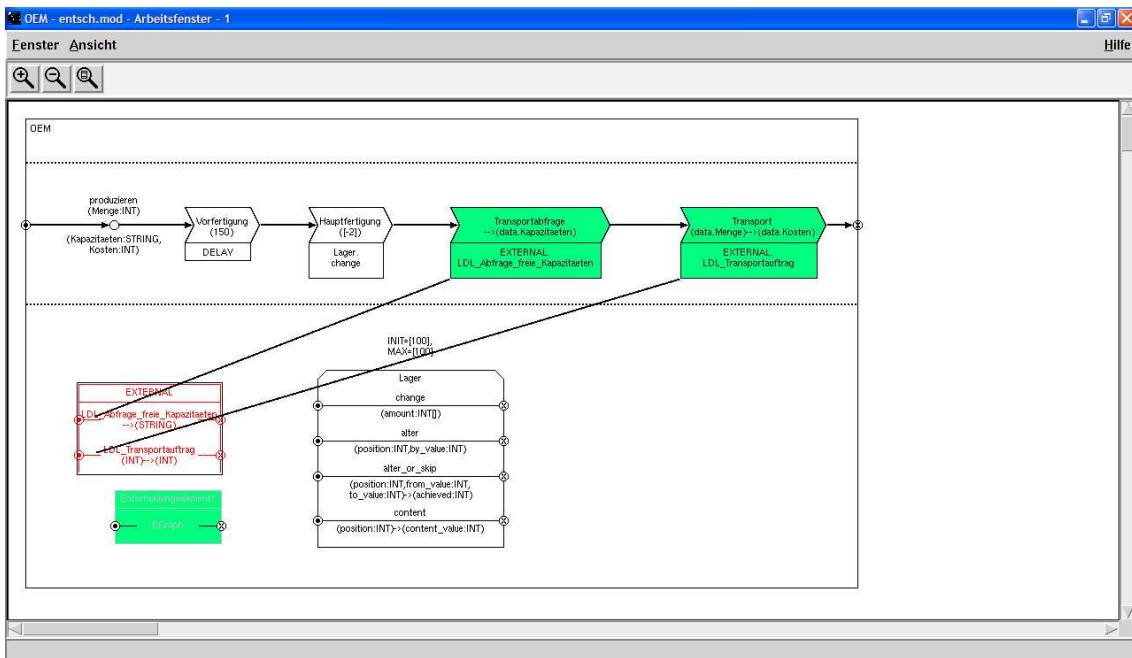 OEM - entsch.mod - Arbeitsfenster - 1
Fenster Ansicht
Hilfe
OEM
produzieren
(Menge:INT)
(Kapazitaeten:STRING,
Kosten:INT)
Vorfertigung
(150)
DELAY
Hauptfertigung
([-2])
Lager.
change
Transportabfrage
-->(data.Kapazitaeten)
EXTERNAL.
LDL_Abfrage_freie_Kapazitaeten
Transport
(data.Menge)-->(data.Kosten)
EXTERNAL.
LDL_Transportauftrag
INIT=[100],
MAX=[100]
EXTERNAL
LDL_Abfrage_freie_Kapazitaeten
-->(STRING)
LDL_Transportauftrag
(INT)-->(INT)
Entscheidungselement1
EGraph
Lager
change
(amount:INT[])
alter
(position:INT,by_value:INT)
alter_or_skip
(position:INT,from_value:INT,
to_value:INT)->(achieved:INT)
content
(position:INT)->(content_value:INT)